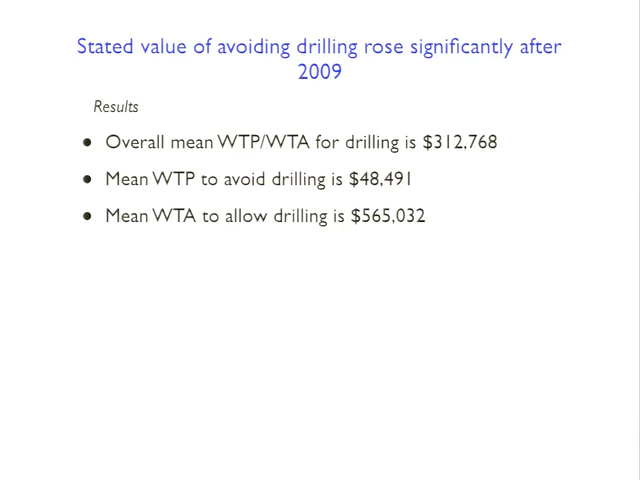 Stated value of avoiding drilling rose significantly after
2009
Results
• Overall mean WTP/WTA for drilling is $312,768
• Mean WTP to avoid drilling is $48,491
• Mean WTA to allow drilling is $565,032